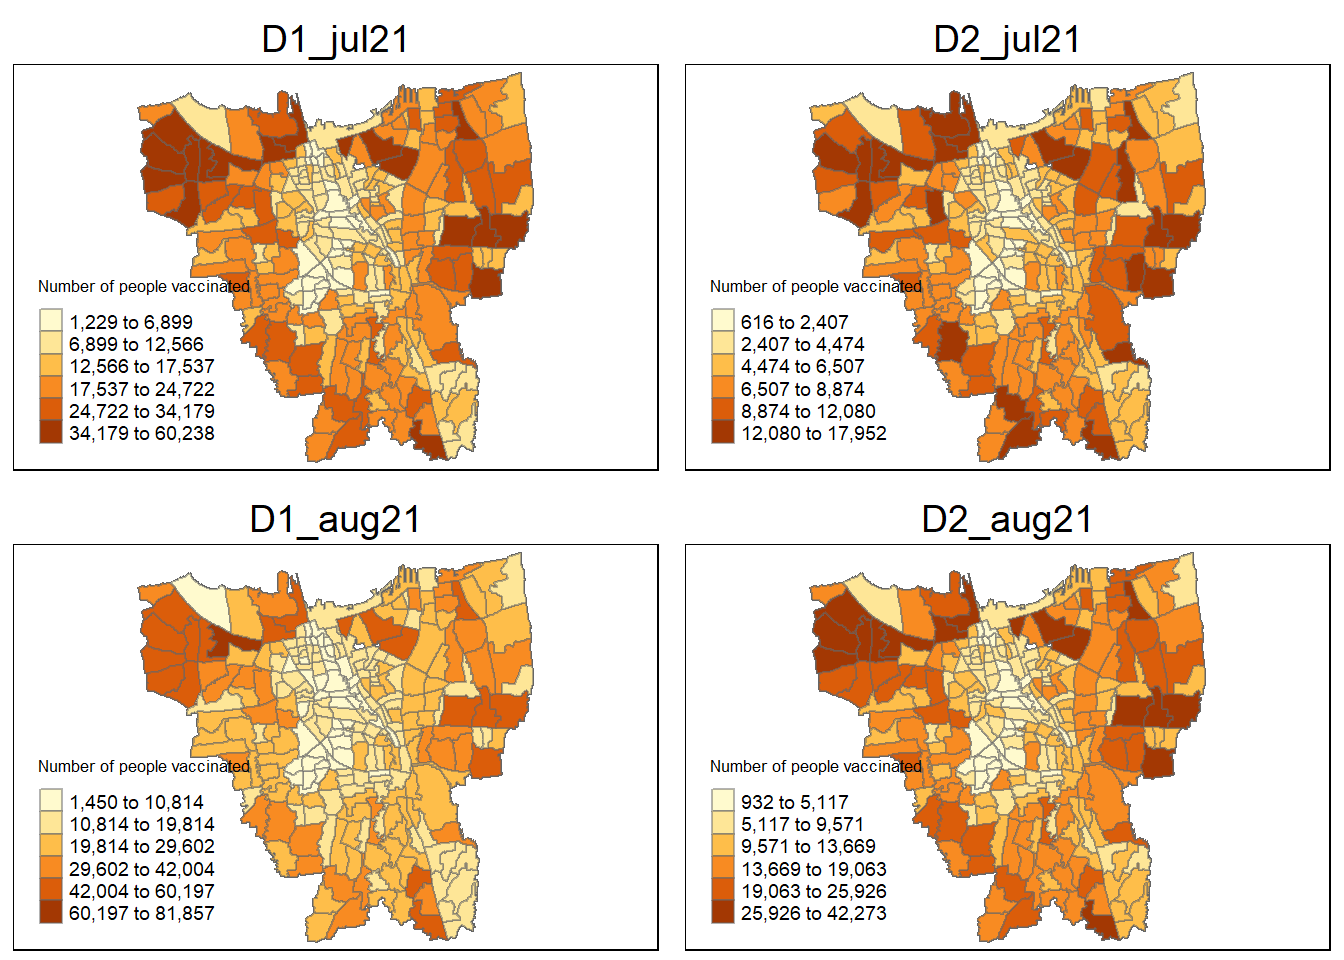 D1_jul21
Number of people vaccinated
1,229 to 6,899
6,899 to 12,566
12,566 to 17,537
17,537 to 24,722
24,722 to 34,179
34,179 to 60,238
D2_jul21
Number of people vaccinated
616 to 2,407
2,407 to 4,474
4,474 to 6,507
6,507 to 8,874
8,874 to 12,080
12,080 to 17,952
D1_aug21
Number of people vaccinated
1,450 to 10,814
10,814 to 19,814
19,814 to 29,602
29,602 to 42,004
42,004 to 60,197
60,197 to 81,857
D2_aug21
Number of people vaccinated
932 to 5,117
5,117 to 9,571
9,571 to 13,669
13,669 to 19,063
19,063 to 25,926
25,926 to 42,273